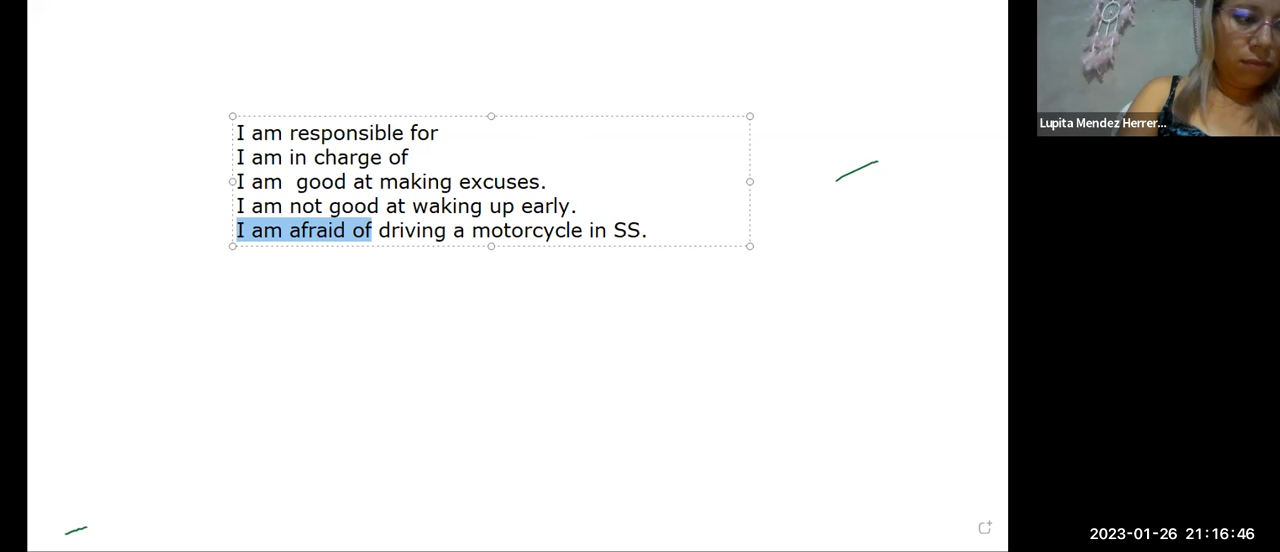 I am responsible for
I am in charge of
I am  good at making excuses.
I am not good at waking up early.
I am afraid of driving a motorcycle in SS.
Lupita Mendez Herrer...
2023-01-26 21:16:46